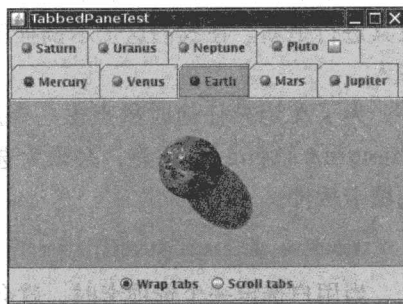 TabbedPaneTest
Saturn Uranus Neptune Pluto
Mercury Venus Earth Mars Jupiter
Wrap tabs Scroll tabs